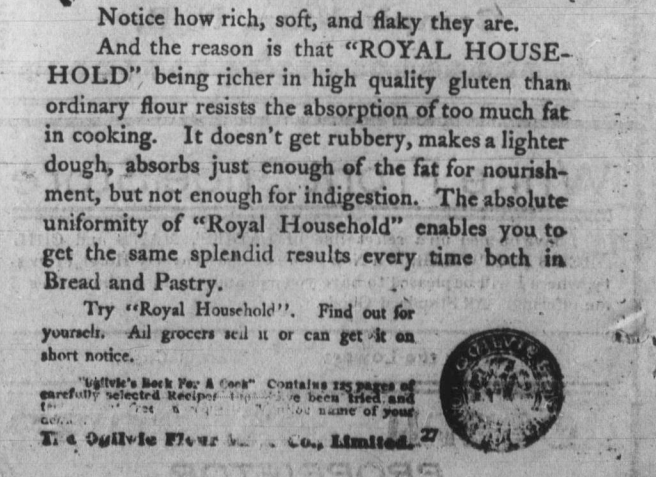 Notice how rich, soft, and flaky they are.
And the reason is that "ROYAL HOUSE-
HOLD" being richer in high quality gluten than
ordinary flour resists the absorption of too much fat
in cooking. It doesn't get rubbery, makes a lighter
dough, absorbs just enough of the fat for nourish-
ment, but not enough for indigestion. The absolute
uniformity of "Royal Household" enables you to
get the same splendid results every time both in
Bread and Pastry.
Try "Royal Household". Find out for
yourself. All grocers sell it or can get it on
short notice.
"Ogilvie's Book For A Cook" Contains 125 pages of
carefully selected Recipes been tried and
name of your
The Ogilvie Flour Co., Limited. 27
OGILVIE